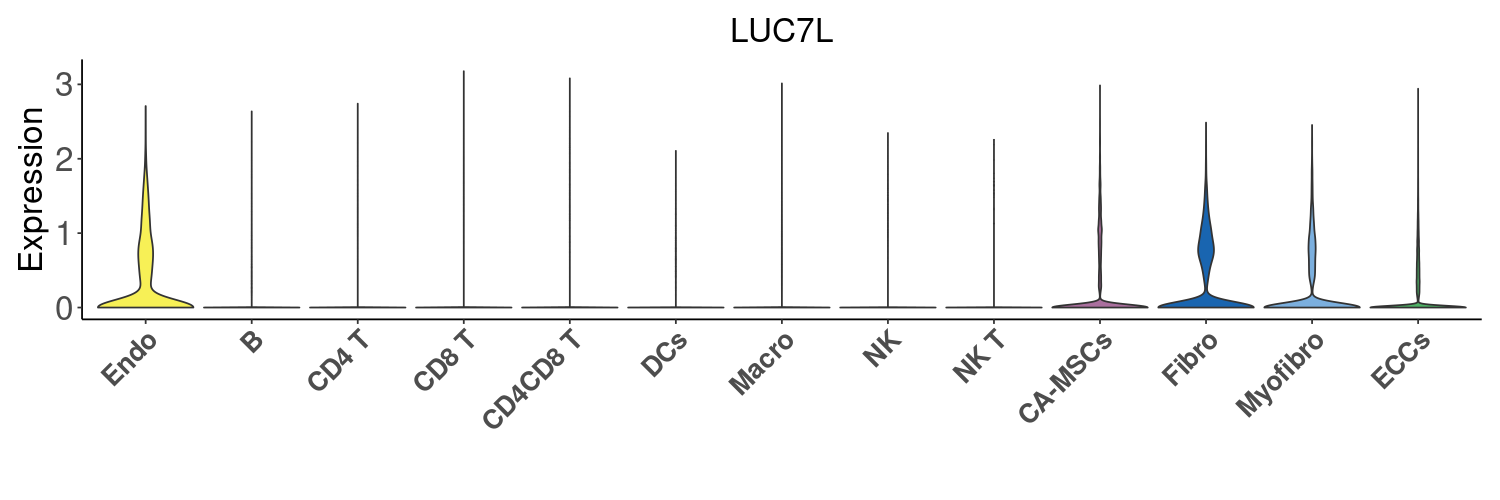 LUC7L
Expression
3
2
1
0
Endo
B
CD4 T
CD8 T
CD4CD8 T
DCs
Macro
NK
NK T
CA-MSCs
Fibro
Myofibro
ECCs